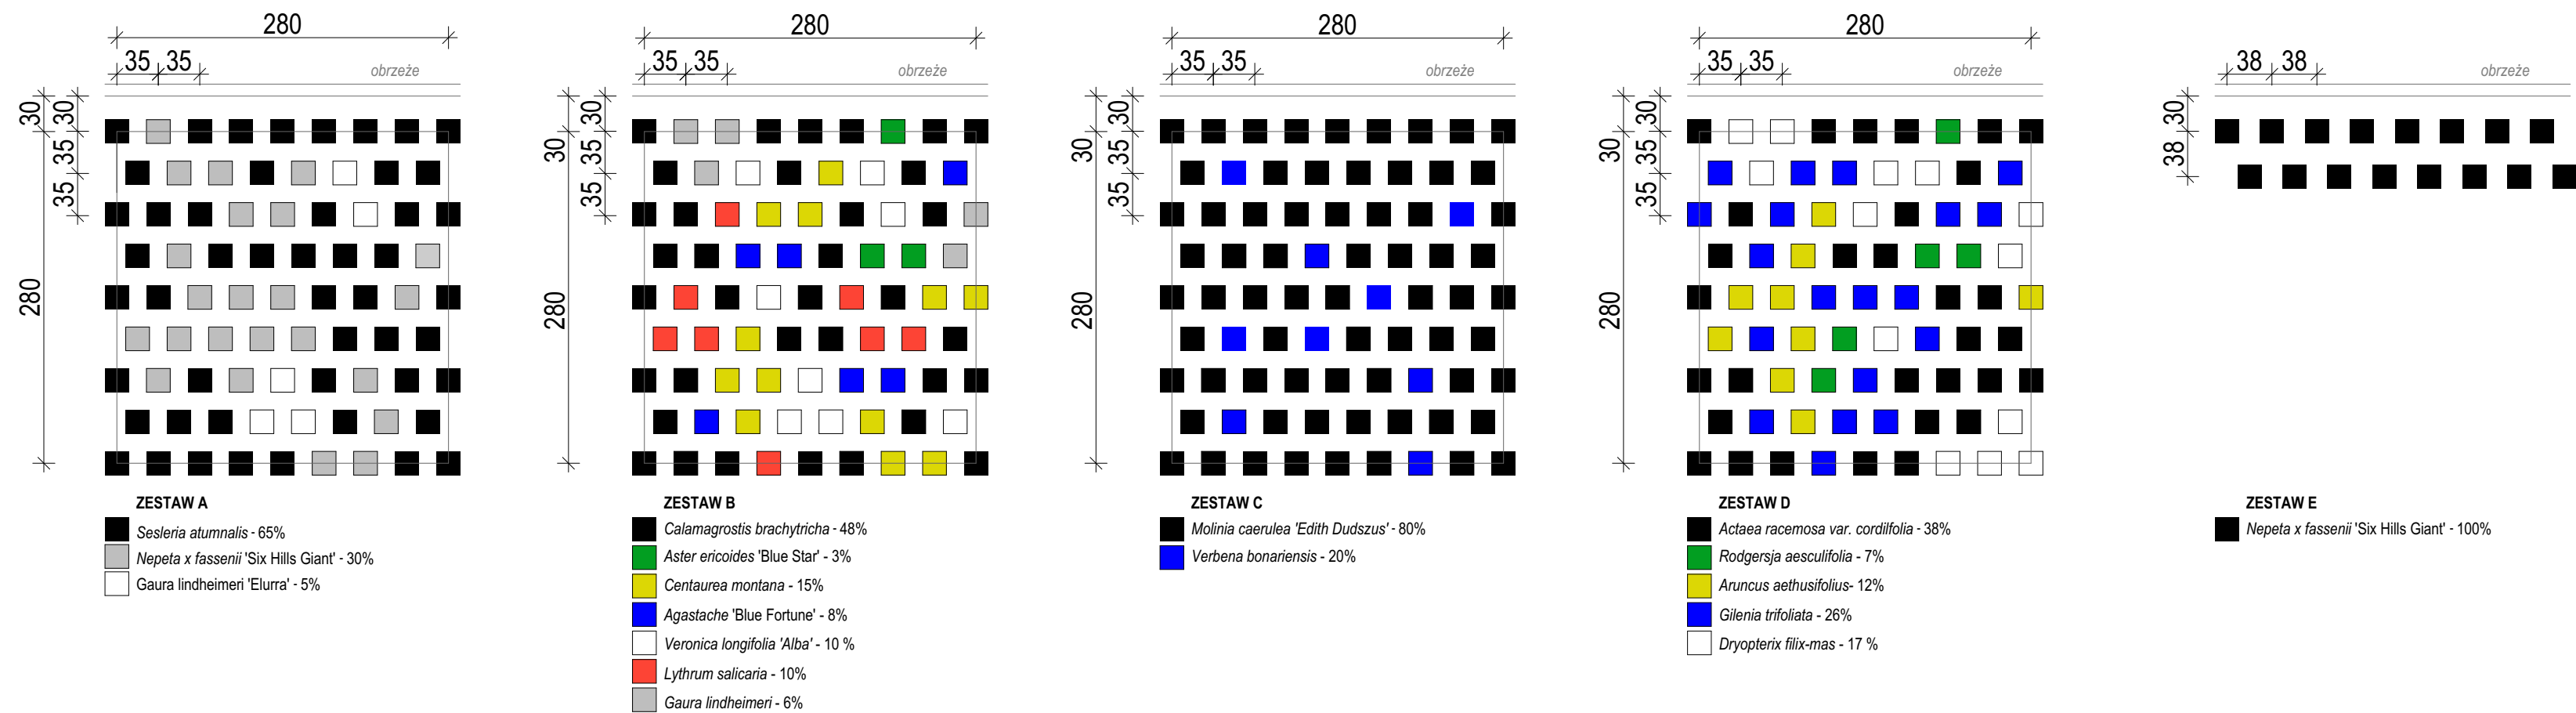 280
35 35
obrzeże
30
30
35
35
280
ZESTAW A
Sesleria atumnalis - 65%
Nepeta x fassenii 'Six Hills Giant' - 30%
Gaura lindheimeri 'Elurra' - 5%
280
35 35
obrzeże
30
30
35
35
280
ZESTAW B
Calamagrostis brachytricha - 48%
Aster ericoides 'Blue Star' - 3%
Centaurea montana - 15%
Agastache 'Blue Fortune' - 8%
Veronica longifolia 'Alba' - 10 %
Lythrum salicaria - 10%
Gaura lindheimeri - 6%
280
35 35
obrzeże
30
30
35
35
280
ZESTAW C
Molinia caerulea 'Edith Dudszus' - 80%
Verbena bonariensis - 20%
280
35 35
obrzeże
30
30
35
35
280
ZESTAW D
Actaea racemosa var. cordilfolia - 38%
Rodgersja aesculifolia - 7%
Aruncus aethusifolius- 12%
Gilenia trifoliata - 26%
Dryopterix filix-mas - 17 %
38 38
obrzeże
30
38
ZESTAW E
Nepeta x fassenii 'Six Hills Giant' - 100%